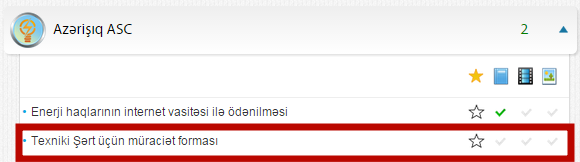 Azərişıq ASC 2
Enerji haqlarının internet vasitəsi ilə ödənilməsi
Texniki Şərt üçün müraciət forması